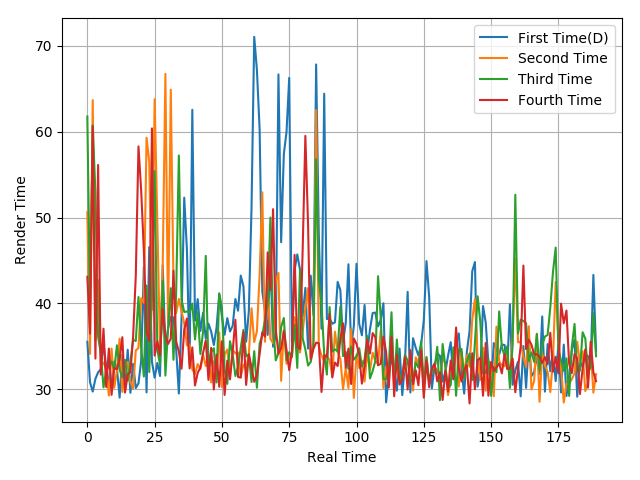 First Time(D)
Second Time
Third Time
Fourth Time
Render Time
70
60
50
40
30
0 25 50 75 100 125 150 175
Real Time